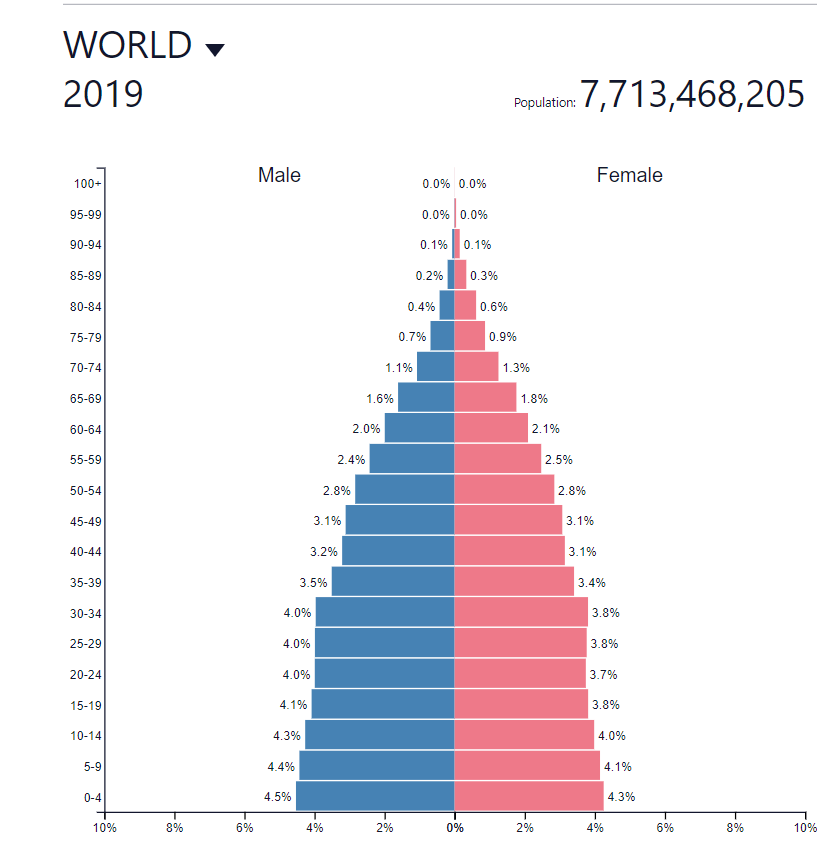 WORLD
2019
Population: 7,713,468,205
Male Female
100+ 0.0% 0.0%
95-99 0.0% 0.0%
90-94 0.1% 0.1%
85-89 0.2% 0.3%
80-84 0.4% 0.6%
75-79 0.7% 0.9%
70-74 1.1% 1.3%
65-69 1.6% 1.8%
60-64 2.0% 2.1%
55-59 2.4% 2.5%
50-54 2.8% 2.8%
45-49 3.1% 3.1%
40-44 3.2% 3.1%
35-39 3.5% 3.4%
30-34 4.0% 3.8%
25-29 4.0% 3.8%
20-24 4.0% 3.7%
15-19 4.1% 3.8%
10-14 4.3% 4.0%
5-9 4.4% 4.1%
0-4 4.5% 4.3%
10% 8% 6% 4% 2% 0% 2% 4% 6% 8% 10%